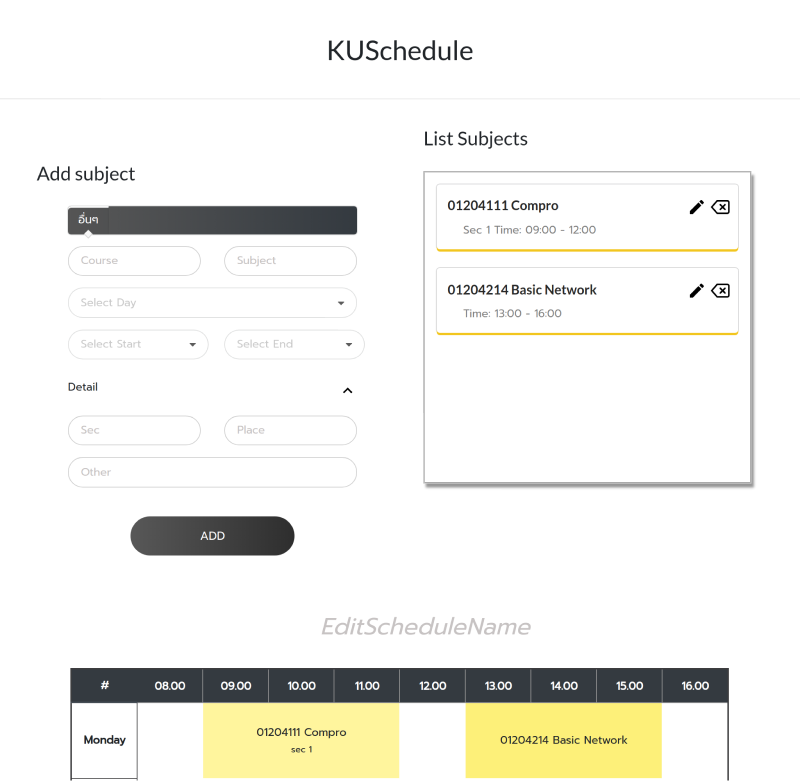 KUSchedule
Add subject
อื่นๆ
Course
Subject
Select Day
Select Start
Select End
Detail
Sec
Place
Other
ADD
List Subjects
01204111 Compro
Sec 1 Time: 09:00 - 12:00
01204214 Basic Network
Time: 13:00 - 16:00
EditScheduleName
# 08.00 09.00 10.00 11.00 12.00 13.00 14.00 15.00 16.00
Monday
01204111 Compro
sec 1
01204214 Basic Network